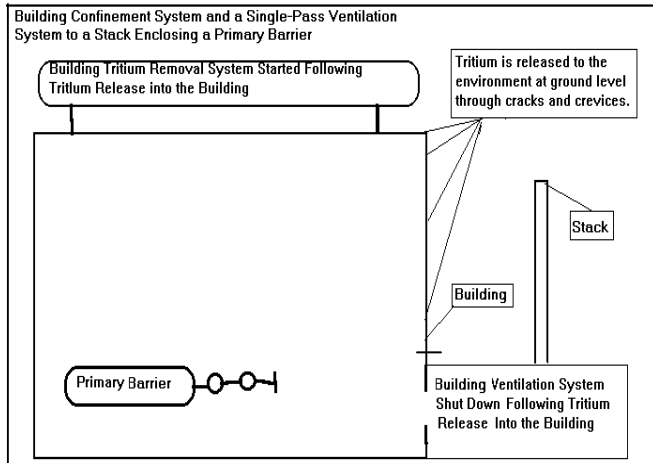 Building Confinement System and a Single-Pass Ventilation
System to a Stack Enclosing a Primary Barrier
Building Tritium Removal System Started Following
Tritium Release into the Building
Tritium is released to the
environment at ground level
through cracks and crevices.
Stack
Building
Primary Barrier
Building Ventilation System
Shut Down Following Tritium
Release Into the Building